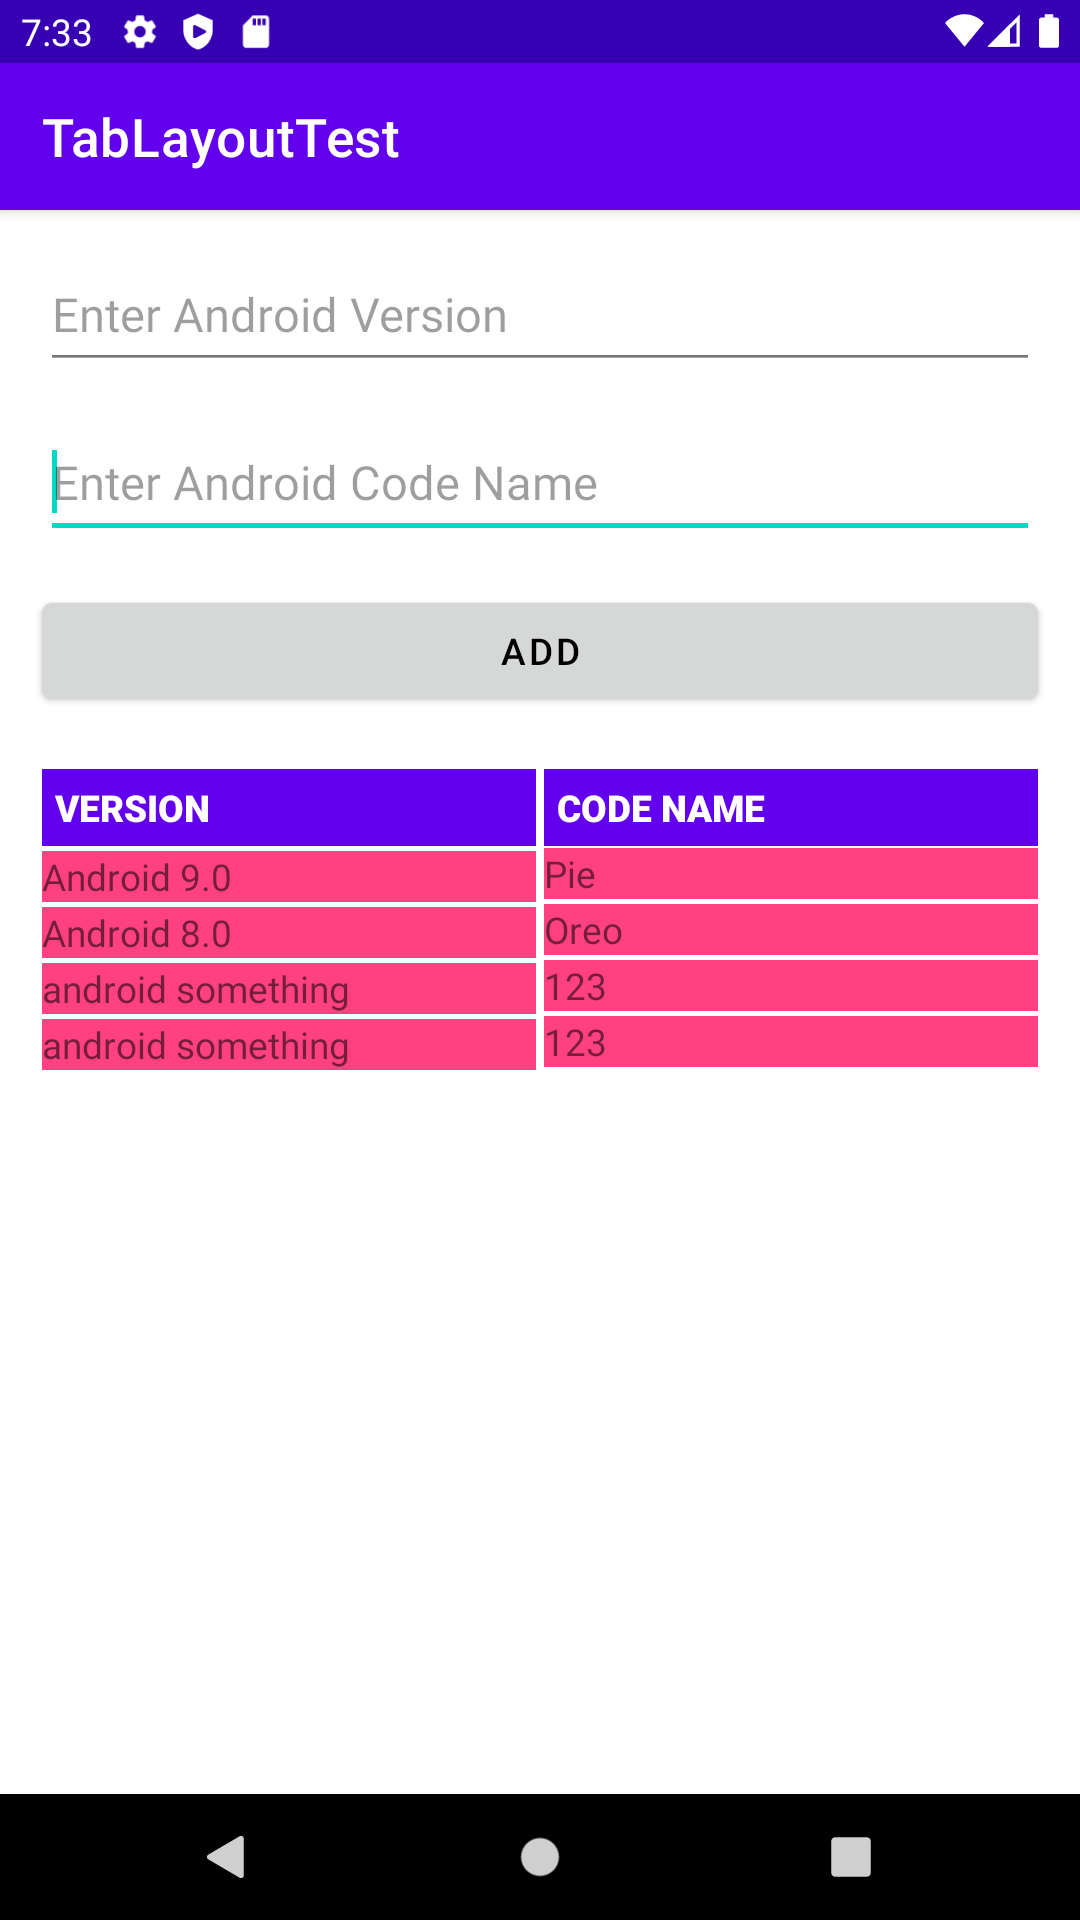 7:33
TabLayoutTest
Enter Android Version
Enter Android Code Name
ADD
VERSION CODE NAME
Android 9.0 Pie
Android 8.0 Oreo
android something 123
android something 123